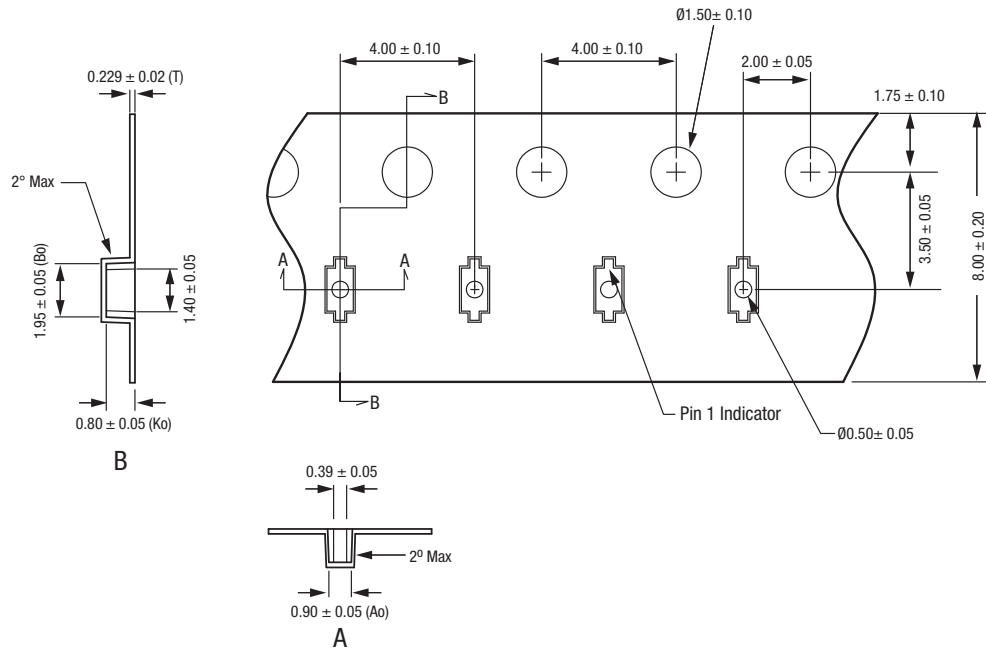 Ø1.50± 0.10
4.00 ± 0.10
4.00 ± 0.10
2.00 ± 0.05
0.229 ± 0.02 (T)
B
1.75 ± 0.10
2° Max
3.50 ± 0.05
8.00 ± 0.20
A
A
1.95 ± 0.05 (Bo)
1.40 ± 0.05
B
Pin 1 Indicator
0.80 ± 0.05 (Ko)
Ø0.50± 0.05
B
0.39 ± 0.05
2º Max
0.90 ± 0.05 (Ao)
A